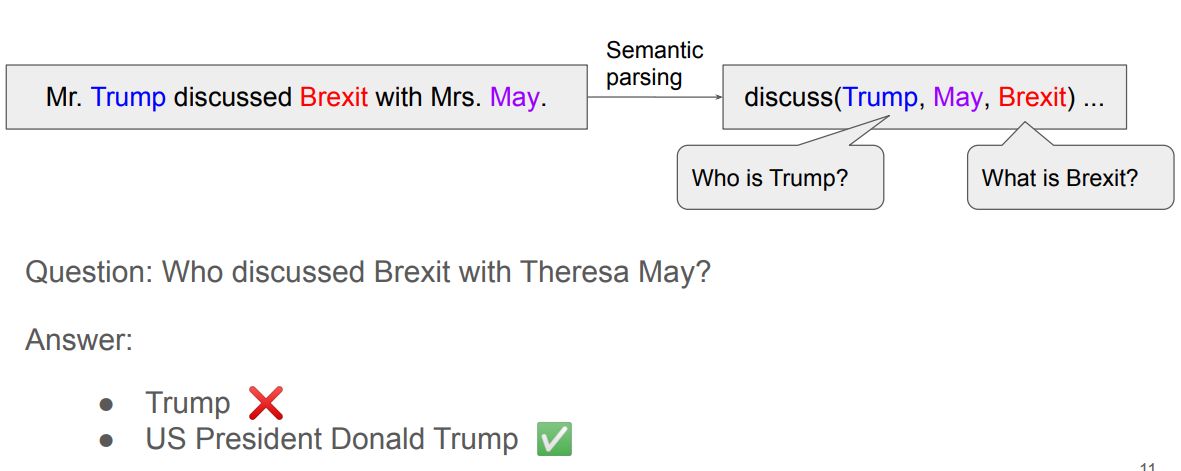 Semantic
parsing
Mr. Trump discussed Brexit with Mrs. May.
discuss(Trump, May, Brexit) ...
Who is Trump?
What is Brexit?
Question: Who discussed Brexit with Theresa May?
Answer:
● Trump ❌
● US President Donald Trump ✅
11